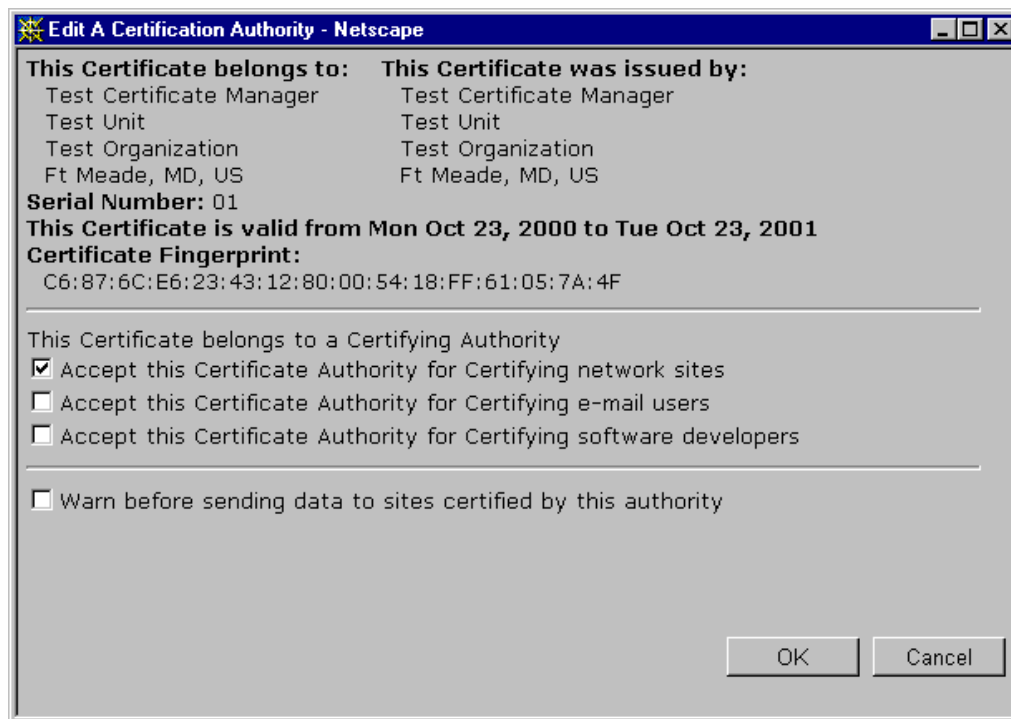 Edit A Certification Authority - Netscape
This Certificate belongs to: This Certificate was issued by:
Test Certificate Manager Test Certificate Manager
Test Unit Test Unit
Test Organization Test Organization
Ft Meade, MD, US Ft Meade, MD, US
Serial Number: 01
This Certificate is valid from Mon Oct 23, 2000 to Tue Oct 23, 2001
Certificate Fingerprint:
C6:87:6C:E6:23:43:12:80:00:54:18:FF:61:05:7A:4F
This Certificate belongs to a Certifying Authority
Accept this Certificate Authority for Certifying network sites
Accept this Certificate Authority for Certifying e-mail users
Accept this Certificate Authority for Certifying software developers
Warn before sending data to sites certified by this authority
OK Cancel